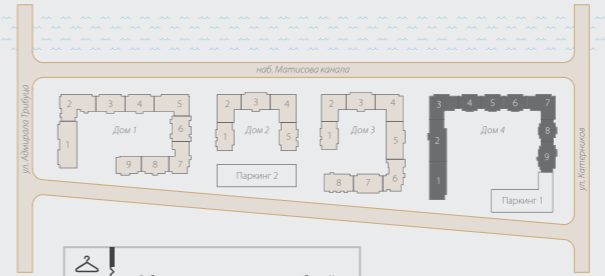 наб. Матисова канала
ул. Адмирала Трибуца
ул. Катерников
2 3 4 5
Дом 1
6
1
9 8 7
2 3 4
Дом 2
1 5
Паркинг 2
2 3 4
Дом 3
1 5
8 7 6
3 4 5 6 7
Дом 4
8
2
9
1
Паркинг 1